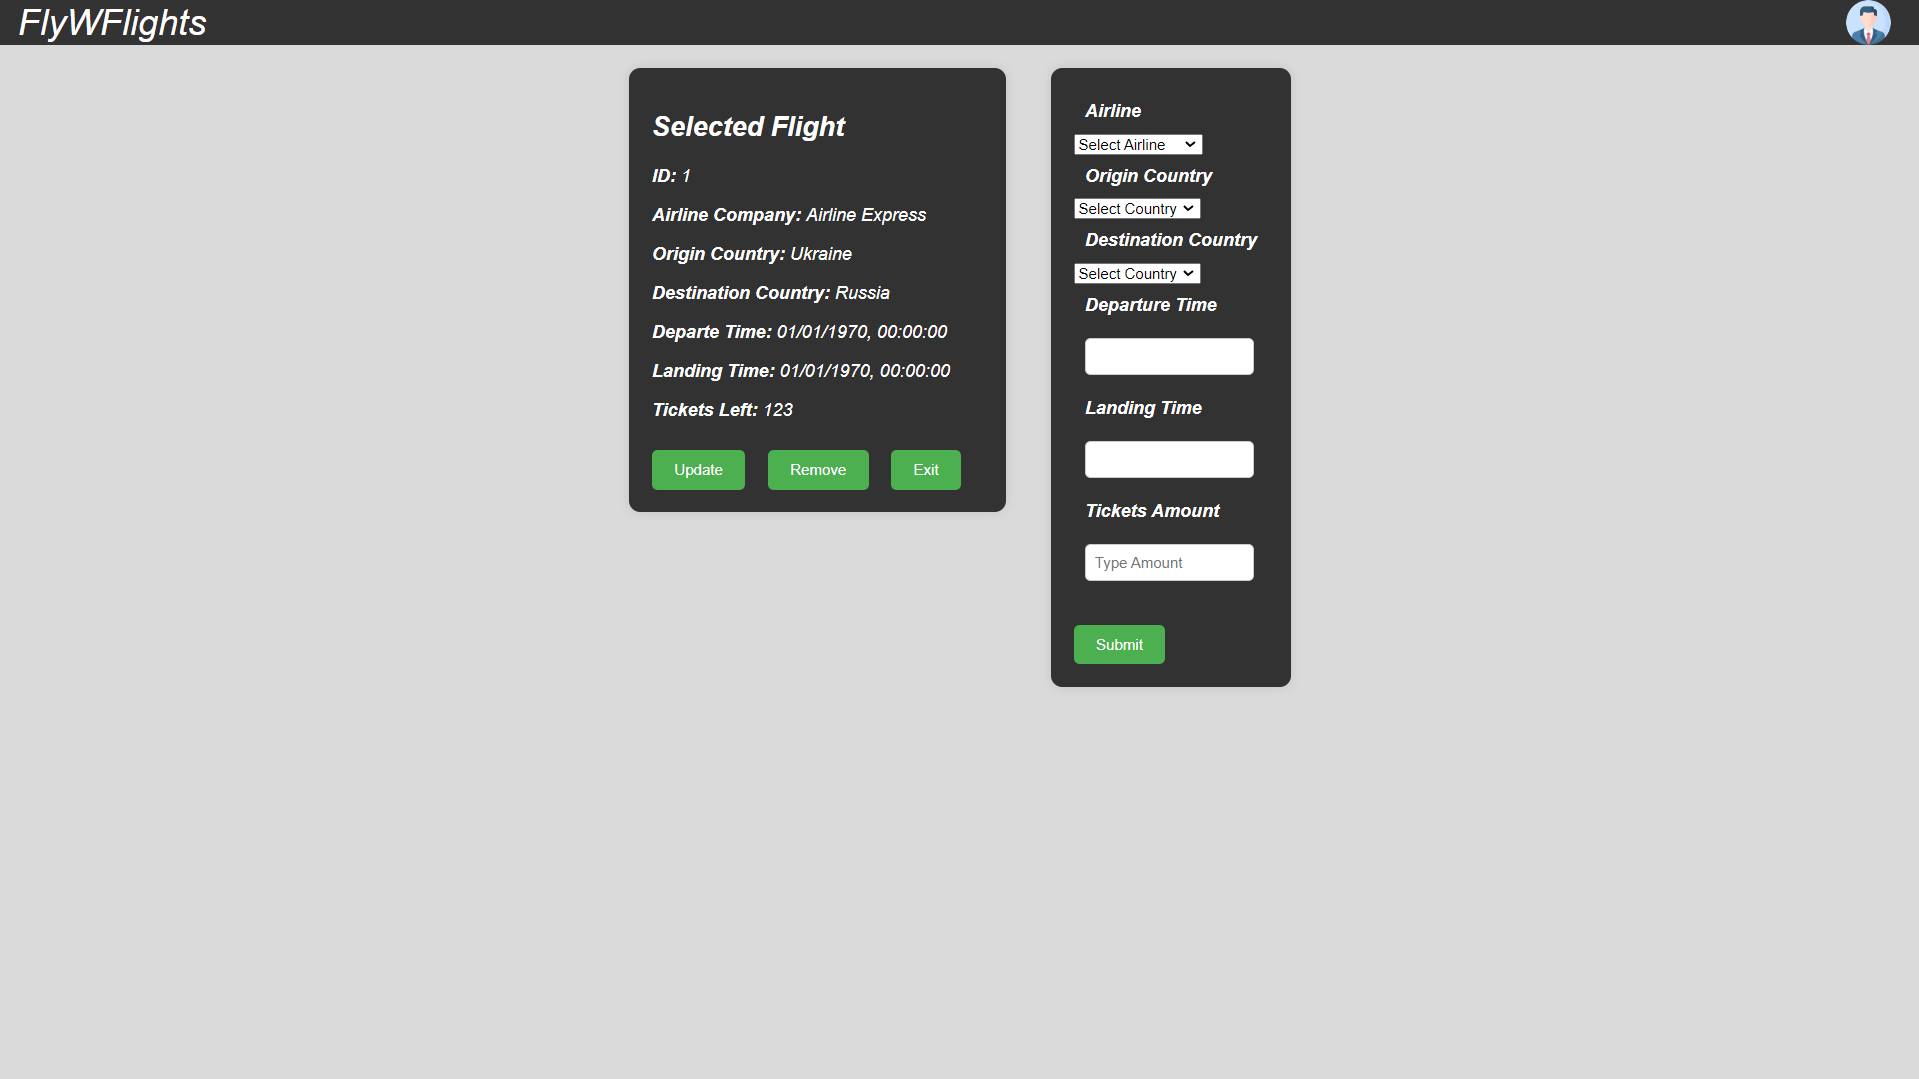 FlyWFlights
Selected Flight
ID: 1
Airline Company: Airline Express
Origin Country: Ukraine
Destination Country: Russia
Departe Time: 01/01/1970, 00:00:00
Landing Time: 01/01/1970, 00:00:00
Tickets Left: 123
Update Remove Exit
Airline
Select Airline
Origin Country
Select Country
Destination Country
Select Country
Departure Time
Landing Time
Tickets Amount
Type Amount
Submit